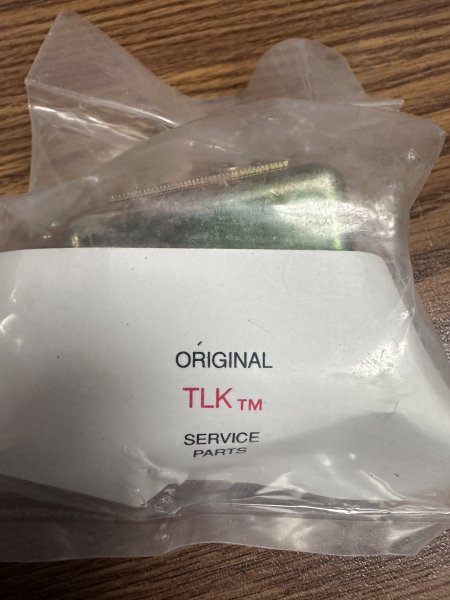 ORIGINAL
TLK TM
SERVICE
PARTS